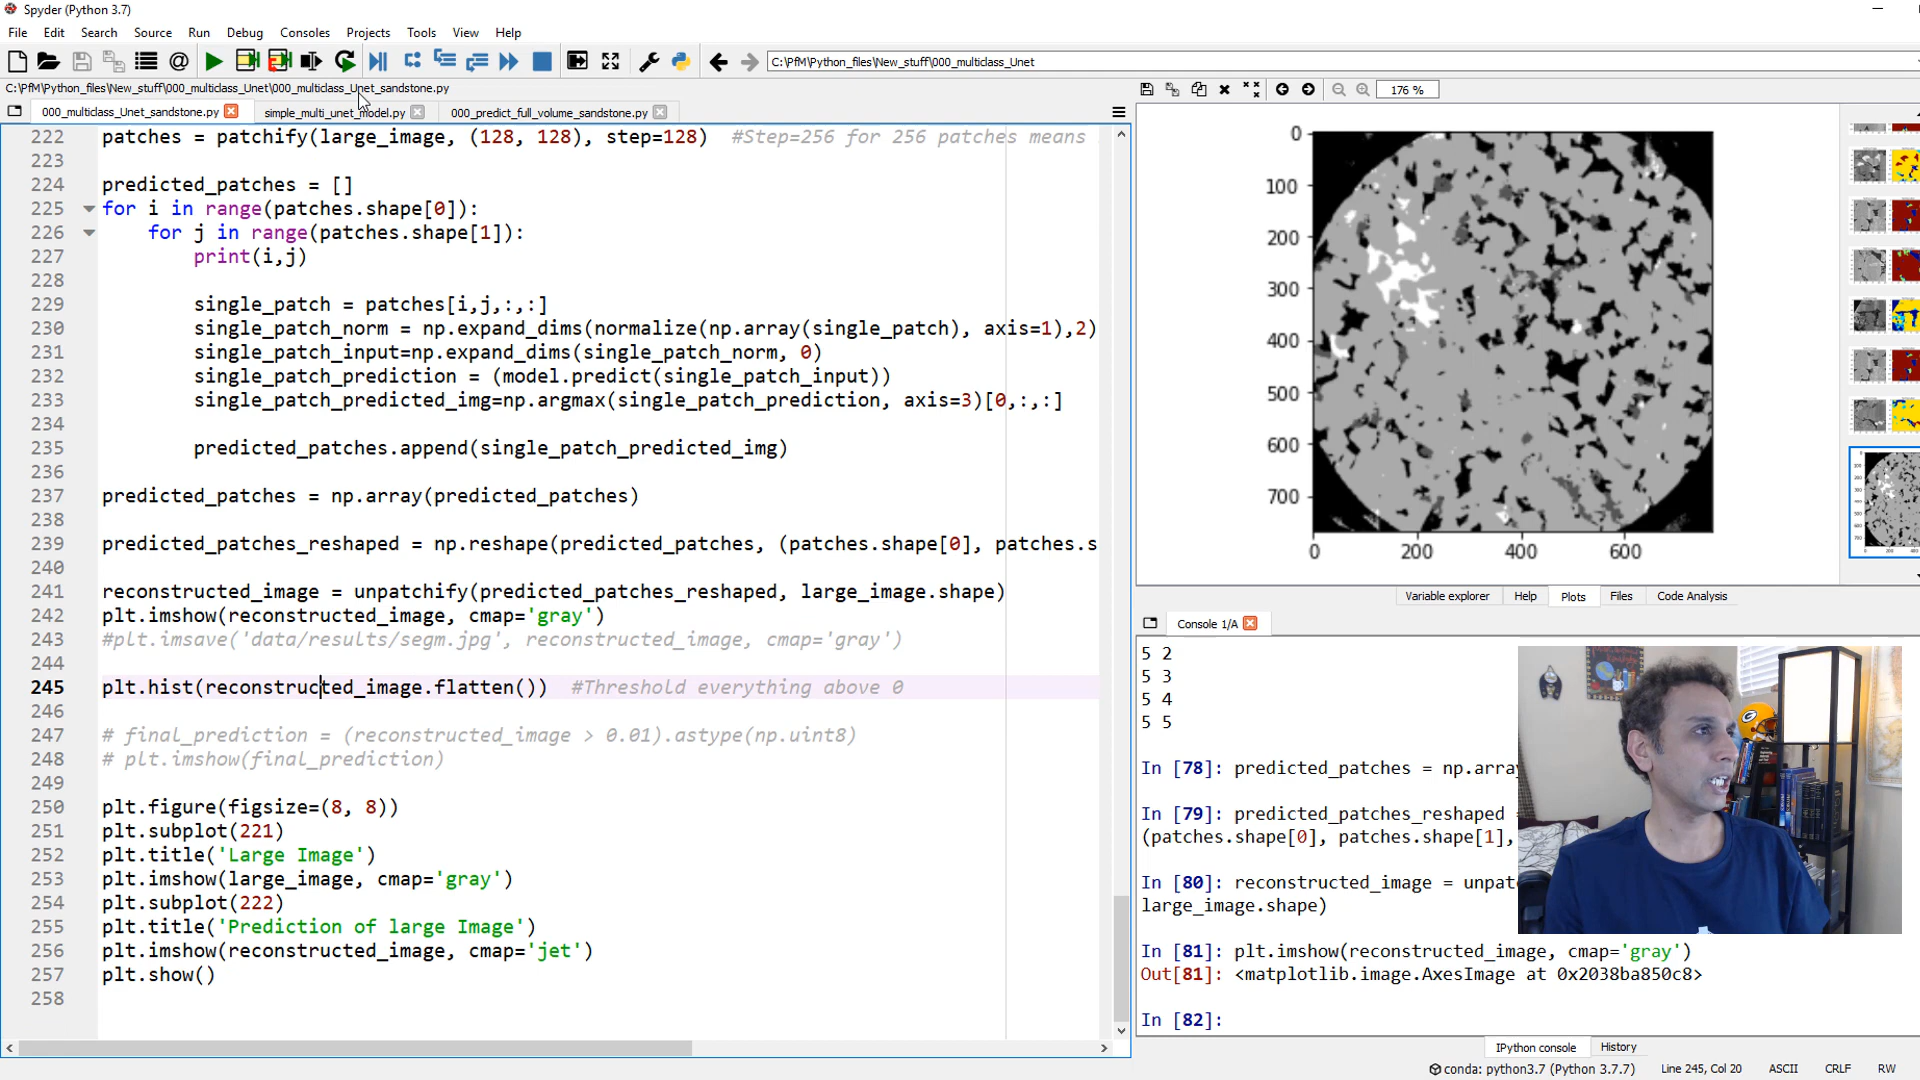 Spyder (Python 3.7)
File Edit Search Source Run Debug Consoles Projects Tools View Help
C:\PfM\Python_files\New_stuff\000_multiclass_Unet
C:\PfM\Python_files\New_stuff\000_multiclass_Unet\000_multiclass_Unet_sandstone.py
000_multiclass_Unet_sandstone.py simple_multi_unet_model.py 000_predict_full_volume_sandstone.py
176 %
222 patches = patchify(large_image, (128, 128), step=128) #Step=256 for 256 patches means
223
224 predicted_patches = []
225 for i in range(patches.shape[0]):
226 for j in range(patches.shape[1]):
227 print(i,j)
228
229 single_patch = patches[i,j,:,:]
230 single_patch_norm = np.expand_dims(normalize(np.array(single_patch), axis=1),2)
231 single_patch_input=np.expand_dims(single_patch_norm, 0)
232 single_patch_prediction = (model.predict(single_patch_input))
233 single_patch_predicted_img=np.argmax(single_patch_prediction, axis=3)[0,:,:]
234
235 predicted_patches.append(single_patch_predicted_img)
236
237 predicted_patches = np.array(predicted_patches)
238
239 predicted_patches_reshaped = np.reshape(predicted_patches, (patches.shape[0], patches.s
240
241 reconstructed_image = unpatchify(predicted_patches_reshaped, large_image.shape)
242 plt.imshow(reconstructed_image, cmap='gray')
243 #plt.imsave('data/results/segm.jpg', reconstructed_image, cmap='gray')
244
245 plt.hist(reconstructed_image.flatten()) #Threshold everything above 0
246
247 # final_prediction = (reconstructed_image > 0.01).astype(np.uint8)
248 # plt.imshow(final_prediction)
249
250 plt.figure(figsize=(8, 8))
251 plt.subplot(221)
252 plt.title('Large Image')
253 plt.imshow(large_image, cmap='gray')
254 plt.subplot(222)
255 plt.title('Prediction of large Image')
256 plt.imshow(reconstructed_image, cmap='jet')
257 plt.show()
258
0
100
200
300
400
500
600
700
0 200 400 600
Variable explorer Help Plots Files Code Analysis
Console 1/A
5 2
5 3
5 4
5 5
In [78]: predicted_patches = np.array
In [79]: predicted_patches_reshaped =
(patches.shape[0], patches.shape[1],
In [80]: reconstructed_image = unpat
large_image.shape)
In [81]: plt.imshow(reconstructed_image, cmap='gray')
Out[81]: <matplotlib.image.AxesImage at 0x2038ba850c8>
In [82]:
IPython console History
conda: python3.7 (Python 3.7.7) Line 245, Col 20 ASCII CRLF RW